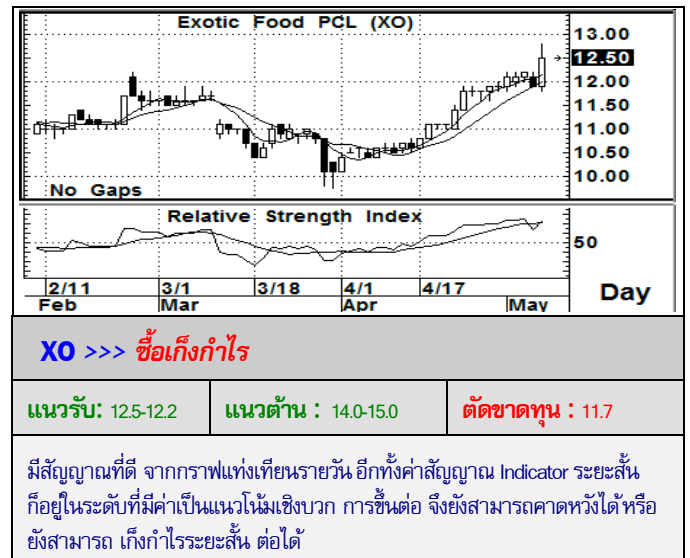 Exotic Food PCL (XO)
13.00
12.50
12.00
11.50
11.00
10.50
10.00
No Gaps
Relative Strength Index
50
2/11 3/1 3/18 4/1 4/17
Feb Mar Apr May
Day
XO >>> ซื้อเก็งกำไร
แนวรับ: 12.5-12.2
แนวต้าน : 14.0-15.0
ตัดขาดทุน : 11.7
มีสัญญาณที่ดี จากกราฟแท่งเทียนรายวัน อีกทั้งค่าสัญญาณ Indicator ระยะสั้น
ก็อยู่ในระดับที่มีค่าเป็นแนวโน้มเชิงบวก การขึ้นต่อ จึงยังสามารถคาดหวังได้ หรือ
ยังสามารถ เก็งกำไรระยะสั้น ต่อได้